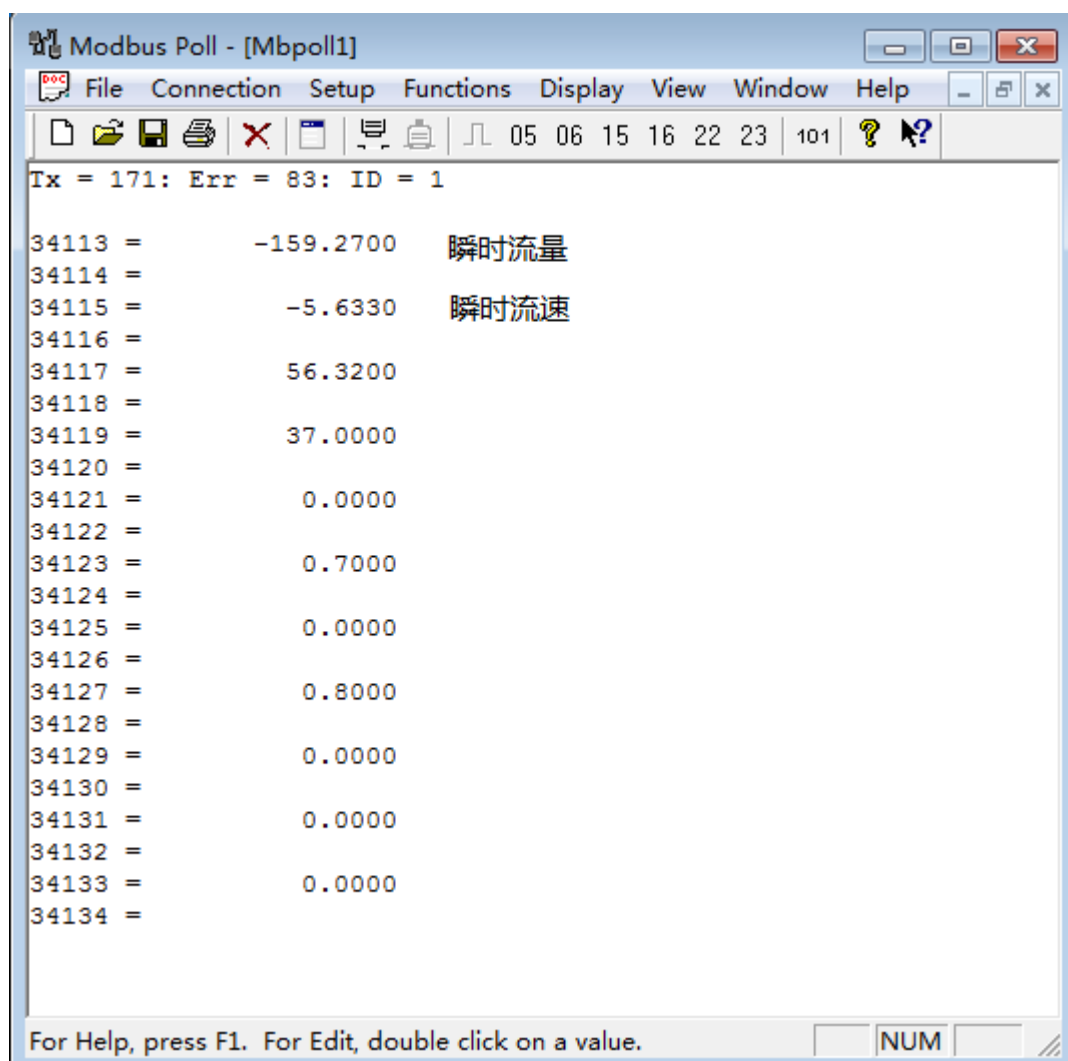 Modbus Poll - [Mbpoll1]
File Connection Setup Functions Display View Window Help
05 06 15 16 22 23 101
Tx = 171: Err = 83: ID = 1
34113 = -159.2700 瞬时流量
34114 =
34115 = -5.6330 瞬时流速
34116 =
34117 = 56.3200
34118 =
34119 = 37.0000
34120 =
34121 = 0.0000
34122 =
34123 = 0.7000
34124 =
34125 = 0.0000
34126 =
34127 = 0.8000
34128 =
34129 = 0.0000
34130 =
34131 = 0.0000
34132 =
34133 = 0.0000
34134 =
For Help, press F1. For Edit, double click on a value. NUM